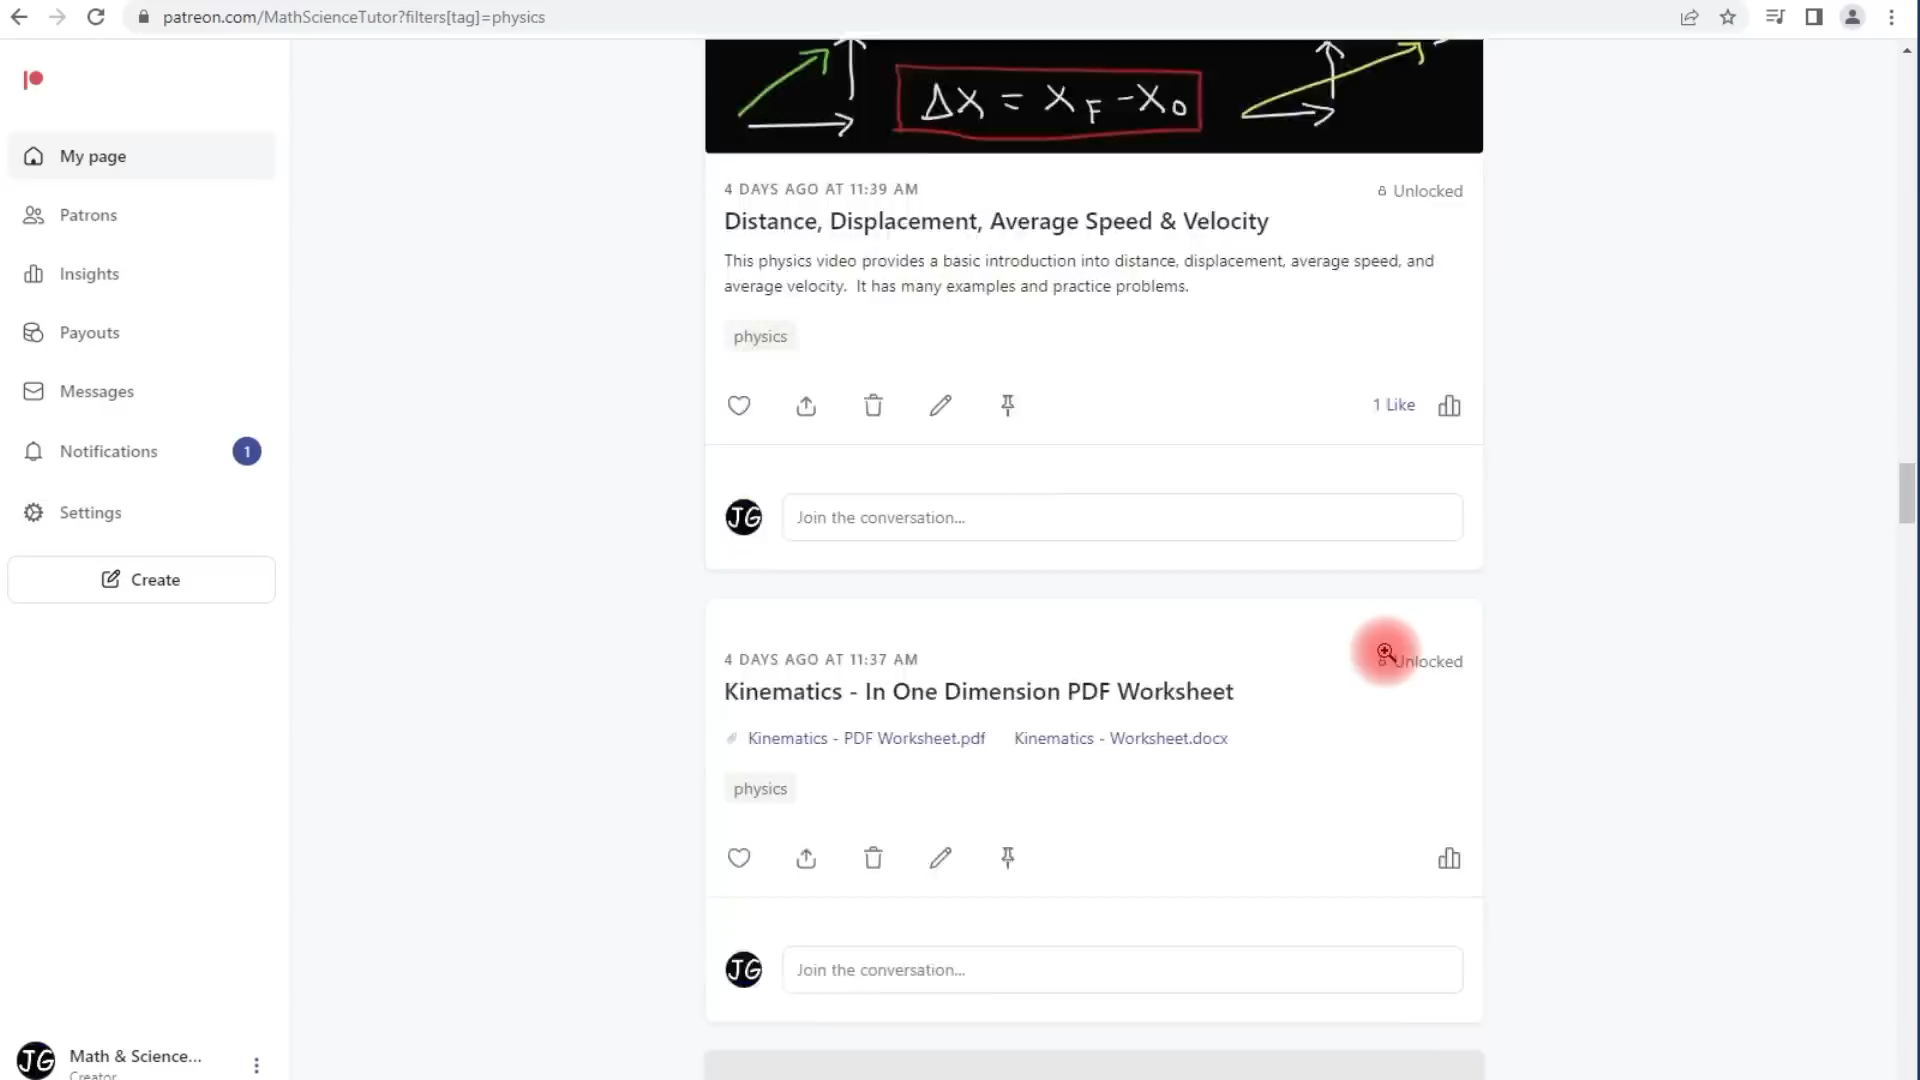 patreon.com/MathScienceTutor?filters[tag]=physics
My page
Patrons
Insights
Payouts
Messages
Notifications
1
Settings
Create
JG
Math & Science...
Creator
ΔX = X_F - X_0
4 DAYS AGO AT 11:39 AM
Unlocked
Distance, Displacement, Average Speed & Velocity
This physics video provides a basic introduction into distance, displacement, average speed, and
average velocity. It has many examples and practice problems.
physics
1 Like
JG
Join the conversation...
4 DAYS AGO AT 11:37 AM
Unlocked
Kinematics - In One Dimension PDF Worksheet
Kinematics - PDF Worksheet.pdf Kinematics - Worksheet.docx
physics
JG
Join the conversation...